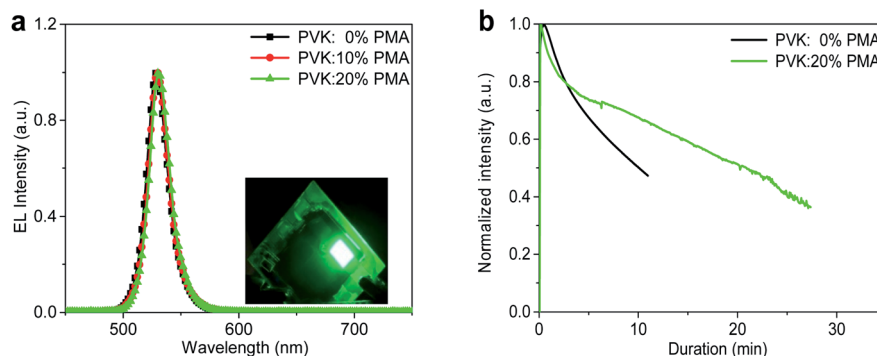 a
PVK: 0% PMA
PVK:10% PMA
PVK:20% PMA
EL Intensity (a.u.)
1.2
0.8
0.4
0.0
500
600
700
Wavelength (nm)
b
PVK: 0% PMA
PVK:20% PMA
Normalized intensity (a.u.)
1.0
0.8
0.6
0.4
0.2
0.0
0
10
20
30
Duration (min)